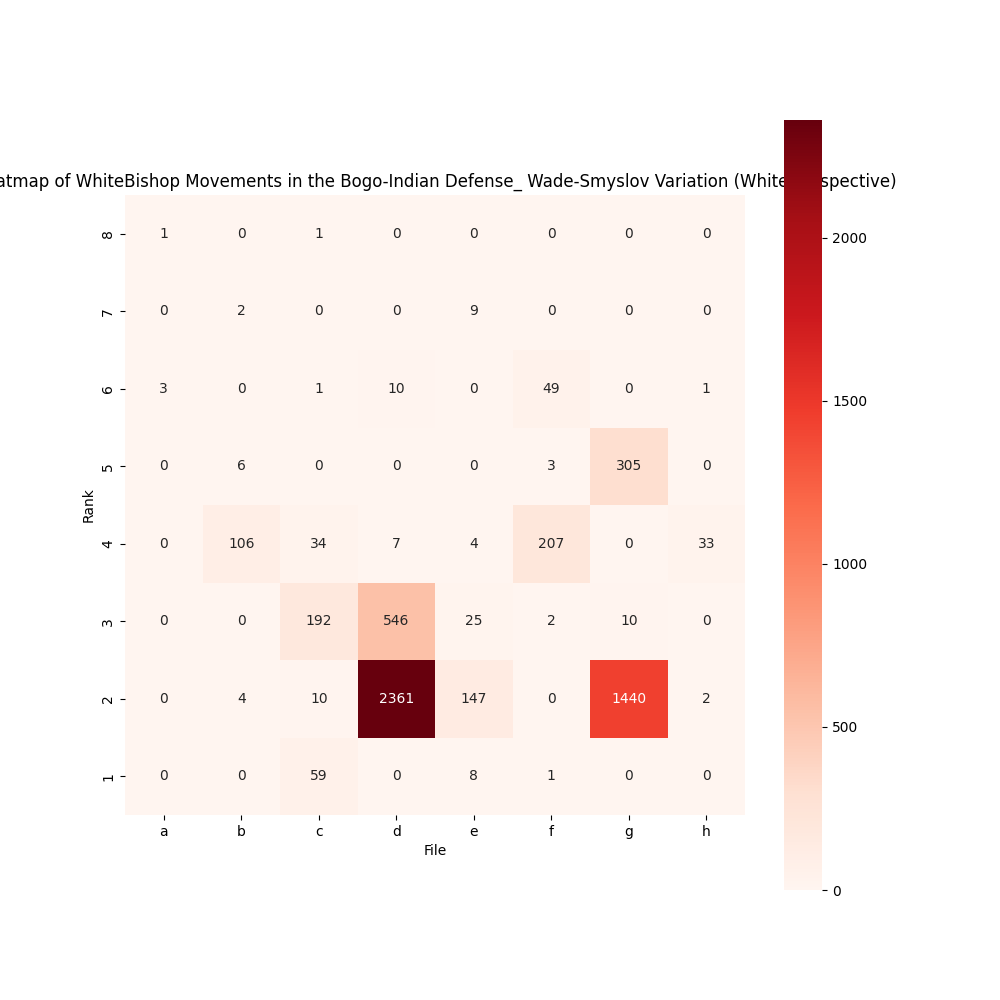 atmap of WhiteBishop Movements in the Bogo-Indian Defense_ Wade-Smyslov Variation (White spective)
8 1 0 1 0 0 0 0 0
7 0 2 0 0 9 0 0 0
6 3 0 1 10 0 49 0 1
5 0 6 0 0 0 3 305 0
4 0 106 34 7 4 207 0 33
3 0 0 192 546 25 2 10 0
2 0 4 10 2361 147 0 1440 2
1 0 0 59 0 8 1 0 0
a b c d e f g h
File
Rank
2000
1500
1000
500
0